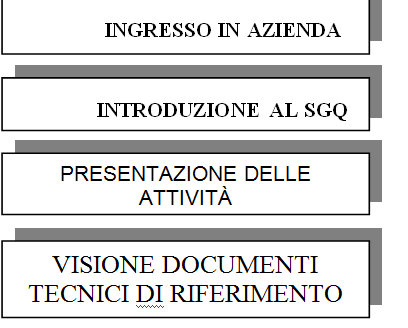 INGRESSO IN AZIENDA
INTRODUZIONE AL SGQ
PRESENTAZIONE DELLE
ATTIVITÀ
VISIONE DOCUMENTI
TECNICI DI RIFERIMENTO